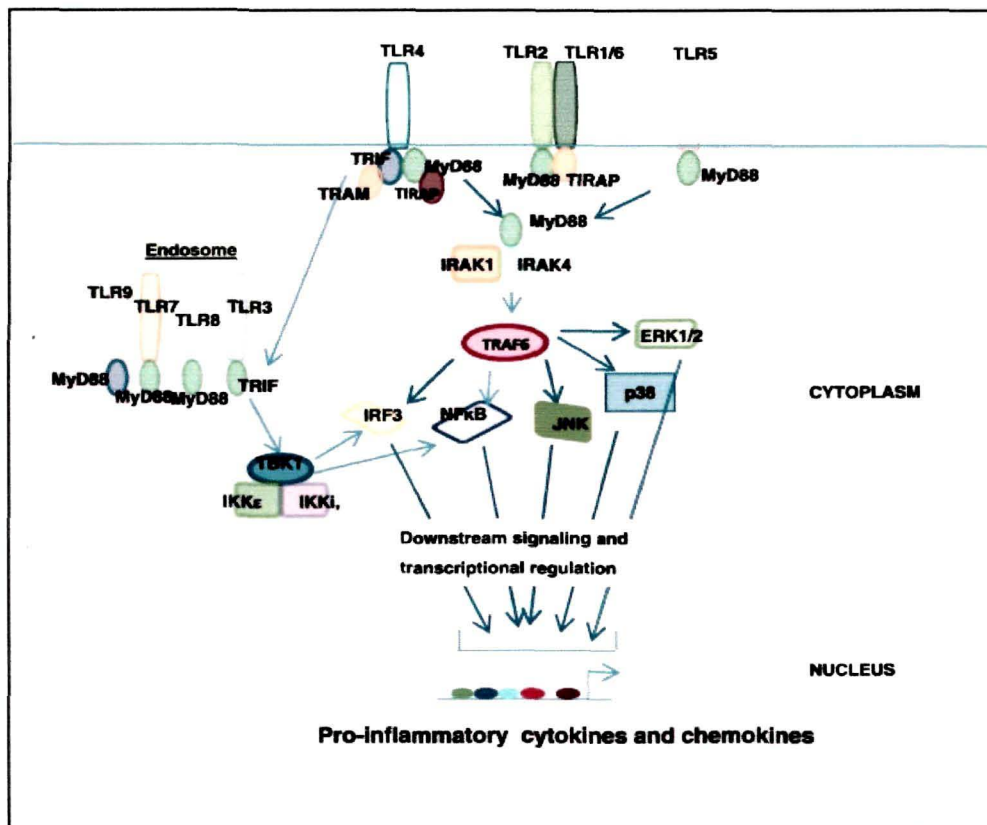 TLR4
TLR2
TLR1/6
TLR5
TRIF
MyD88
MyD88
TIRAP
MyD88
TRAM
TIRAP
MyD88
Endosome
IRAK1
IRAK4
TLR9
TLR7
TLR3
TLR8
TRAF6
ERK1/2
MyD88
MyD88
MyD88
TRIF
p38
CYTOPLASM
IRF3
NFκB
JNK
TBK1
IKKε
IKKi,
Downstream signaling and
transcriptional regulation
NUCLEUS
Pro-inflammatory cytokines and chemokines